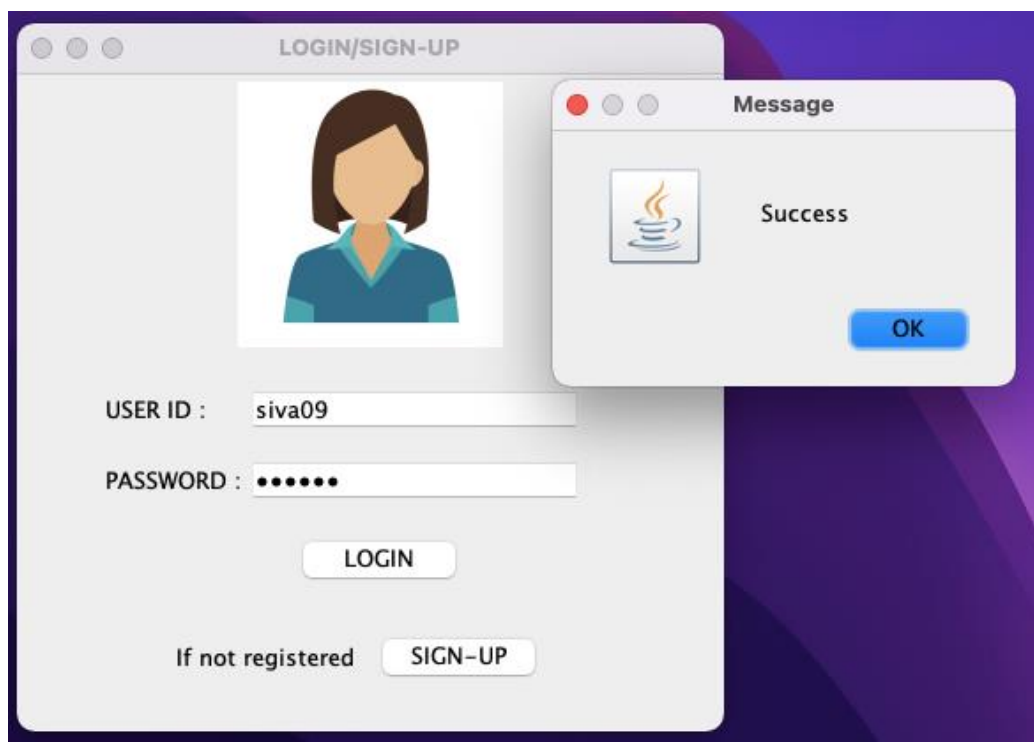 LOGIN/SIGN-UP
Message
Success
OK
USER ID :
siva09
PASSWORD :
••••••
LOGIN
If not registered
SIGN-UP